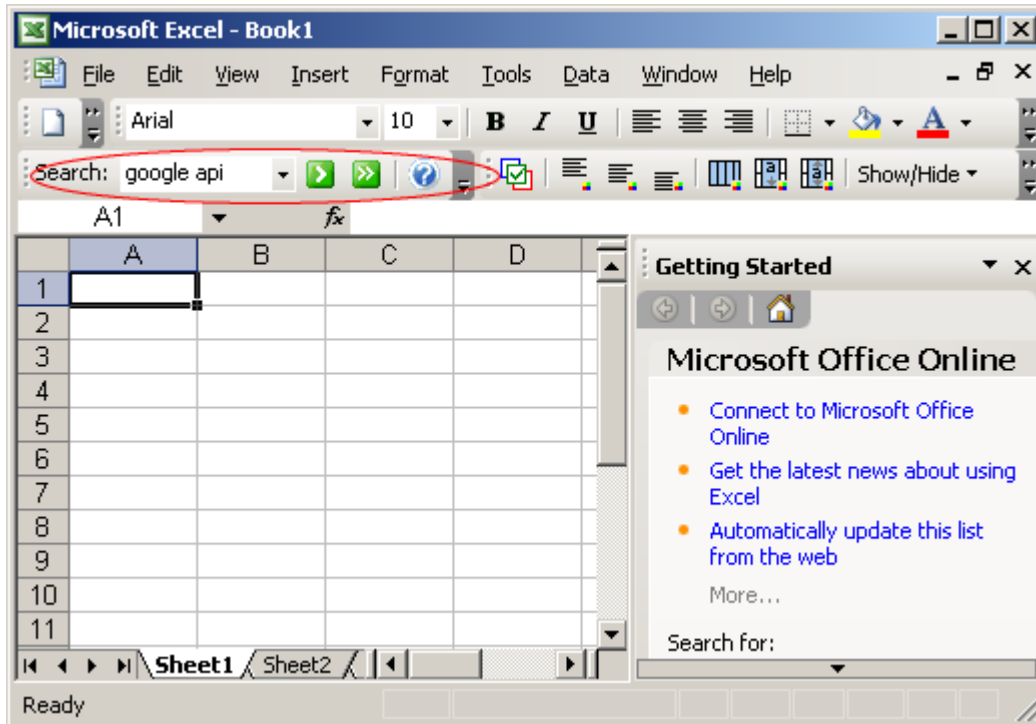 Microsoft Excel - Book1
File Edit View Insert Format Tools Data Window Help
Arial 10 B I U A
Search: google api Show/Hide
A1 fx
A B C D
Getting Started
1
2
3
4
5
6
7
8
9
10
11
Microsoft Office Online
Connect to Microsoft Office
Online
Get the latest news about using
Excel
Automatically update this list
from the web
More...
Search for:
Sheet1 Sheet2
Ready